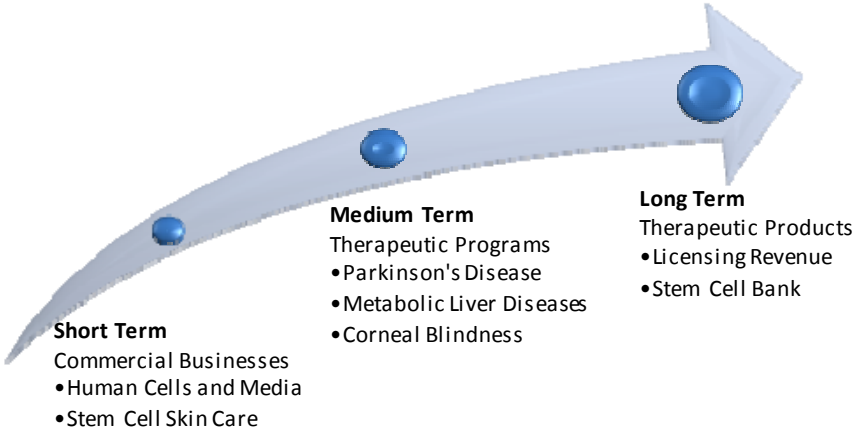 Short Term
Commercial Businesses
•Human Cells and Media
•Stem Cell Skin Care
Medium Term
Therapeutic Programs
•Parkinson's Disease
•Metabolic Liver Diseases
•Corneal Blindness
Long Term
Therapeutic Products
•Licensing Revenue
•Stem Cell Bank